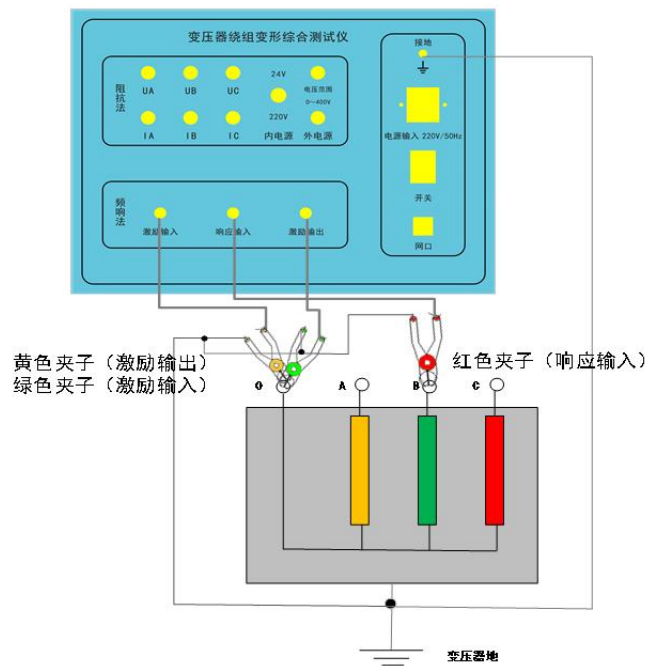 变压器绕组变形综合测试仪
接地
阻抗法
UA UB UC 24V 电压范围
0~400V
IA IB IC 220V
内电源 外电源
电源输入 220V/50Hz
开关
网口
频响法
激励输入 响应输入 激励输出
黄色夹子（激励输出）
绿色夹子（激励输入）
红色夹子（响应输入）
O A B C
变压器地